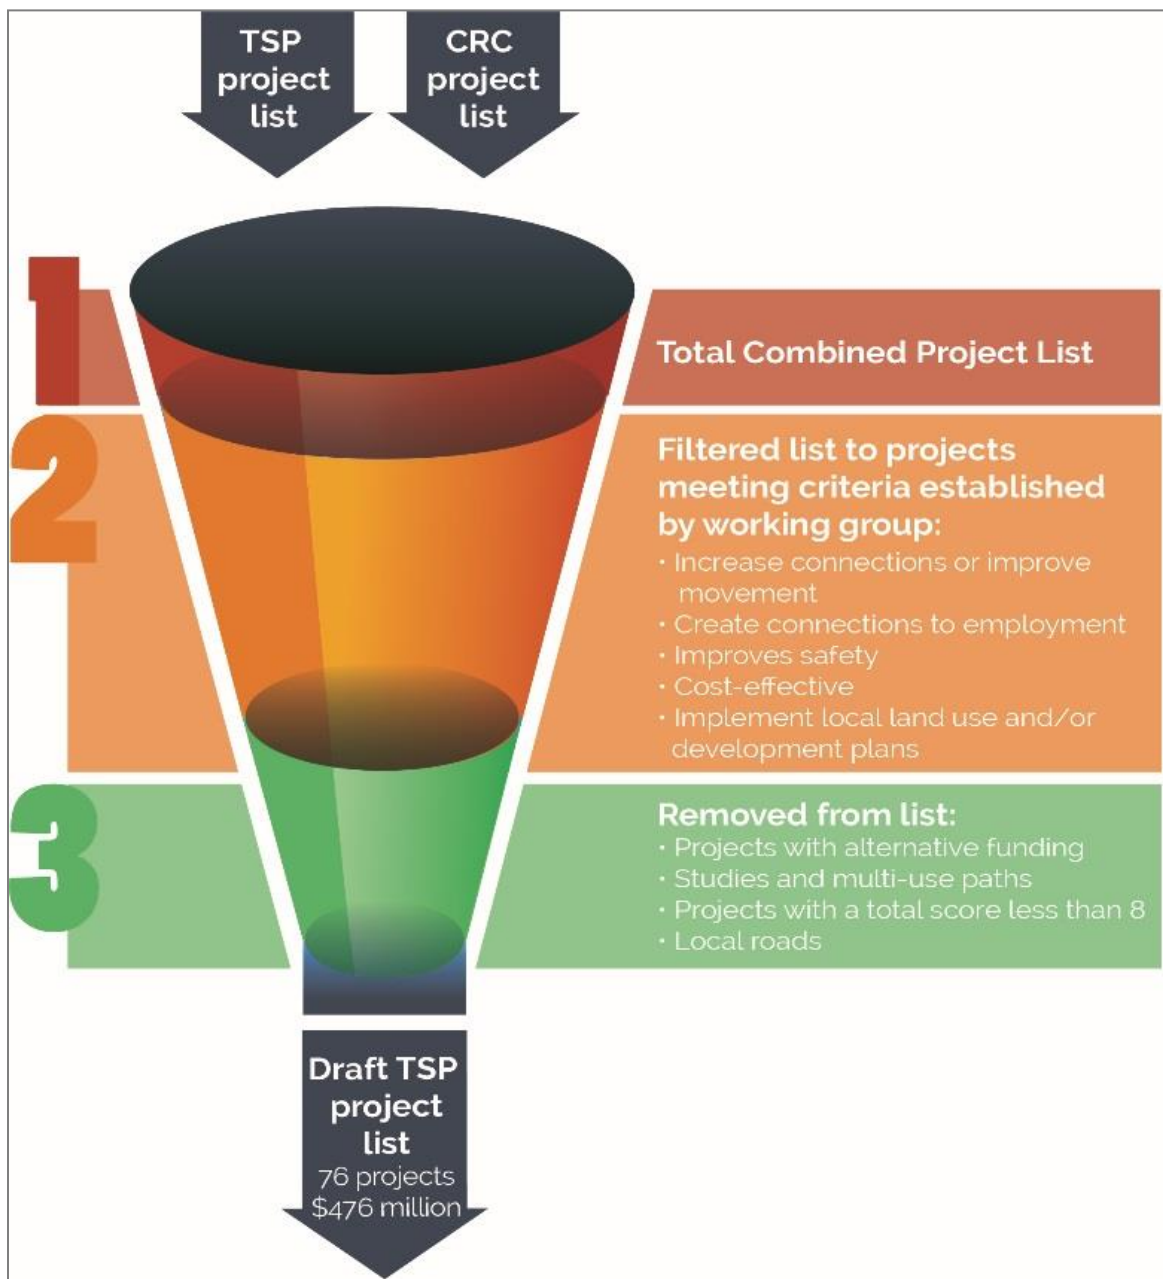 TSP
project
list
CRC
project
list
1
Total Combined Project List
2
Filtered list to projects
meeting criteria established
by working group:
• Increase connections or improve
movement
• Create connections to employment
• Improves safety
• Cost-effective
• Implement local land use and/or
development plans
3
Removed from list:
• Projects with alternative funding
• Studies and multi-use paths
• Projects with a total score less than 8
• Local roads
Draft TSP
project
list
76 projects
$476 million